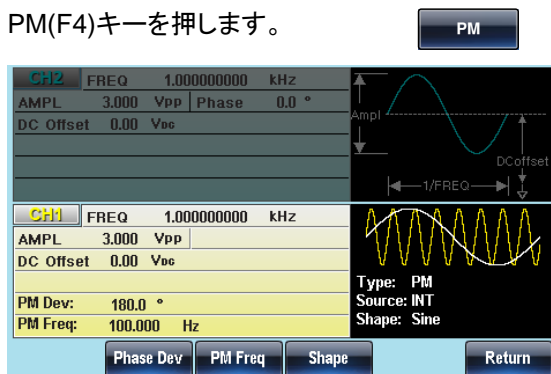 PM(F4)キーを押します。
PM
CH2 FREQ 1.000000000 kHz
AMPL 3.000 Vpp Phase 0.0 °
DC Offset 0.00 VDC
Ampl
DCoffset
1/FREQ
CH1 FREQ 1.000000000 kHz
AMPL 3.000 Vpp
DC Offset 0.00 VDC
PM Dev: 180.0 °
PM Freq: 100.000 Hz
Type: PM
Source: INT
Shape: Sine
Phase Dev PM Freq Shape Return